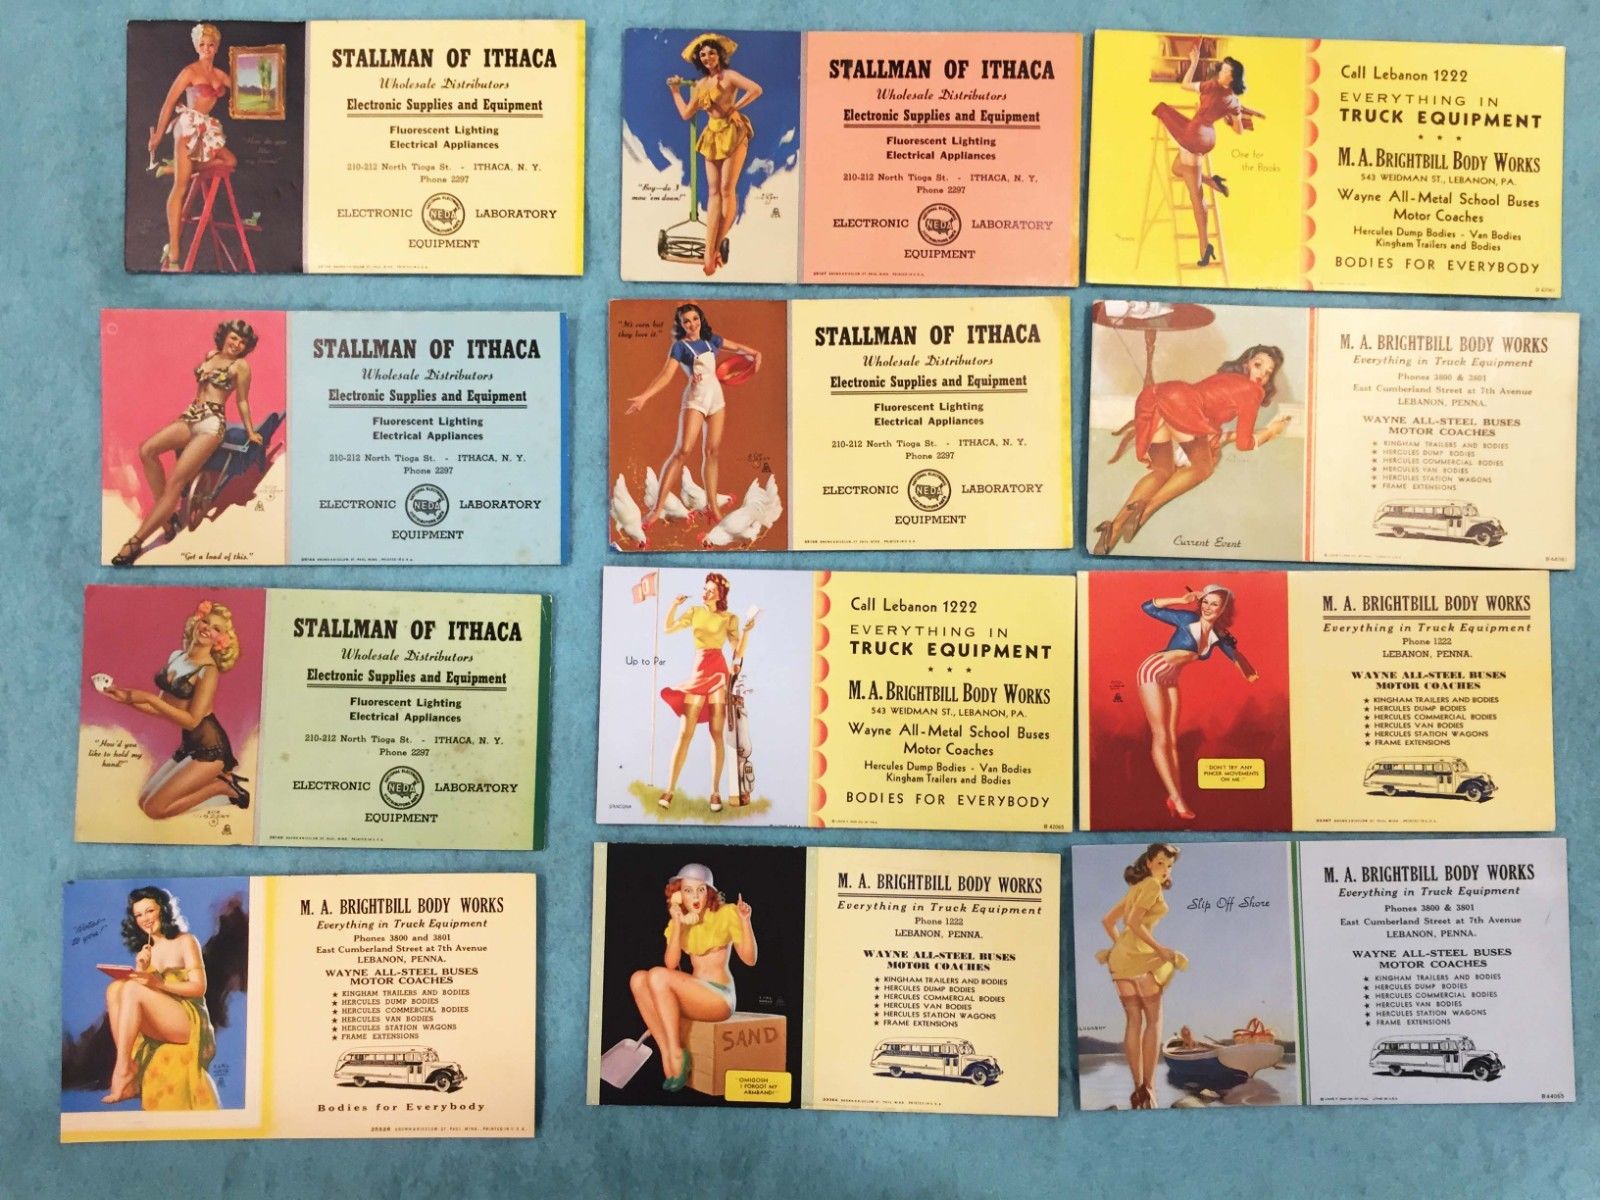 "How do you like my frame?"
STALLMAN OF ITHACA
Wholesale Distributors
Electronic Supplies and Equipment
Fluorescent Lighting
Electrical Appliances
210-212 North Tioga St. - ITHACA, N. Y.
Phone 2297
ELECTRONIC NEDA LABORATORY
EQUIPMENT
"Boy—do I
mow 'em down!"
STALLMAN OF ITHACA
Wholesale Distributors
Electronic Supplies and Equipment
Fluorescent Lighting
Electrical Appliances
210-212 North Tioga St. - ITHACA, N. Y.
Phone 2297
ELECTRONIC NEDA LABORATORY
EQUIPMENT
One for
the Books
Call Lebanon 1222
EVERYTHING IN
TRUCK EQUIPMENT
M. A. BRIGHTBILL BODY WORKS
543 WEIDMAN ST., LEBANON, PA.
Wayne All-Metal School Buses
Motor Coaches
Hercules Dump Bodies - Van Bodies
Kingham Trailers and Bodies
BODIES FOR EVERYBODY
"Get a load of this."
STALLMAN OF ITHACA
Wholesale Distributors
Electronic Supplies and Equipment
Fluorescent Lighting
Electrical Appliances
210-212 North Tioga St. - ITHACA, N. Y.
Phone 2297
ELECTRONIC NEDA LABORATORY
EQUIPMENT
"It's corn but
they love it."
STALLMAN OF ITHACA
Wholesale Distributors
Electronic Supplies and Equipment
Fluorescent Lighting
Electrical Appliances
210-212 North Tioga St. - ITHACA, N. Y.
Phone 2297
ELECTRONIC NEDA LABORATORY
EQUIPMENT
Current Event
M. A. BRIGHTBILL BODY WORKS
Everything in Truck Equipment
Phones 3800 & 3801
East Cumberland Street at 7th Avenue
LEBANON, PENNA.
WAYNE ALL-STEEL BUSES
MOTOR COACHES
★ KINGHAM TRAILERS AND BODIES
★ HERCULES DUMP BODIES
★ HERCULES COMMERCIAL BODIES
★ HERCULES VAN BODIES
★ HERCULES STATION WAGONS
★ FRAME EXTENSIONS
"How'd you
like to hold my
hand?"
STALLMAN OF ITHACA
Wholesale Distributors
Electronic Supplies and Equipment
Fluorescent Lighting
Electrical Appliances
210-212 North Tioga St. - ITHACA, N. Y.
Phone 2297
ELECTRONIC NEDA LABORATORY
EQUIPMENT
Up to Par
Call Lebanon 1222
EVERYTHING IN
TRUCK EQUIPMENT
M. A. BRIGHTBILL BODY WORKS
543 WEIDMAN ST., LEBANON, PA.
Wayne All-Metal School Buses
Motor Coaches
Hercules Dump Bodies - Van Bodies
Kingham Trailers and Bodies
BODIES FOR EVERYBODY
B 42065
"DON'T TRY ANY
PINCER MOVEMENTS
ON ME."
M. A. BRIGHTBILL BODY WORKS
Everything in Truck Equipment
Phone 1222
LEBANON, PENNA.
WAYNE ALL-STEEL BUSES
MOTOR COACHES
★ KINGHAM TRAILERS AND BODIES
★ HERCULES DUMP BODIES
★ HERCULES COMMERCIAL BODIES
★ HERCULES VAN BODIES
★ HERCULES STATION WAGONS
★ FRAME EXTENSIONS
"Notes
to you!"
M. A. BRIGHTBILL BODY WORKS
Everything in Truck Equipment
Phones 3800 and 3801
East Cumberland Street at 7th Avenue
LEBANON, PENNA.
WAYNE ALL-STEEL BUSES
MOTOR COACHES
★ KINGHAM TRAILERS AND BODIES
★ HERCULES DUMP BODIES
★ HERCULES COMMERCIAL BODIES
★ HERCULES VAN BODIES
★ HERCULES STATION WAGONS
★ FRAME EXTENSIONS
Bodies for Everybody
SAND
"OMIGOSH
I FORGOT MY
ARMBAND!"
M. A. BRIGHTBILL BODY WORKS
Everything in Truck Equipment
Phone 1222
LEBANON, PENNA.
WAYNE ALL-STEEL BUSES
MOTOR COACHES
★ KINGHAM TRAILERS AND BODIES
★ HERCULES DUMP BODIES
★ HERCULES COMMERCIAL BODIES
★ HERCULES VAN BODIES
★ HERCULES STATION WAGONS
★ FRAME EXTENSIONS
Slip Off Shore
M. A. BRIGHTBILL BODY WORKS
Everything in Truck Equipment
Phones 3800 & 3801
East Cumberland Street at 7th Avenue
LEBANON, PENNA.
WAYNE ALL-STEEL BUSES
MOTOR COACHES
★ KINGHAM TRAILERS AND BODIES
★ HERCULES DUMP BODIES
★ HERCULES COMMERCIAL BODIES
★ HERCULES VAN BODIES
★ HERCULES STATION WAGONS
★ FRAME EXTENSIONS
B44065